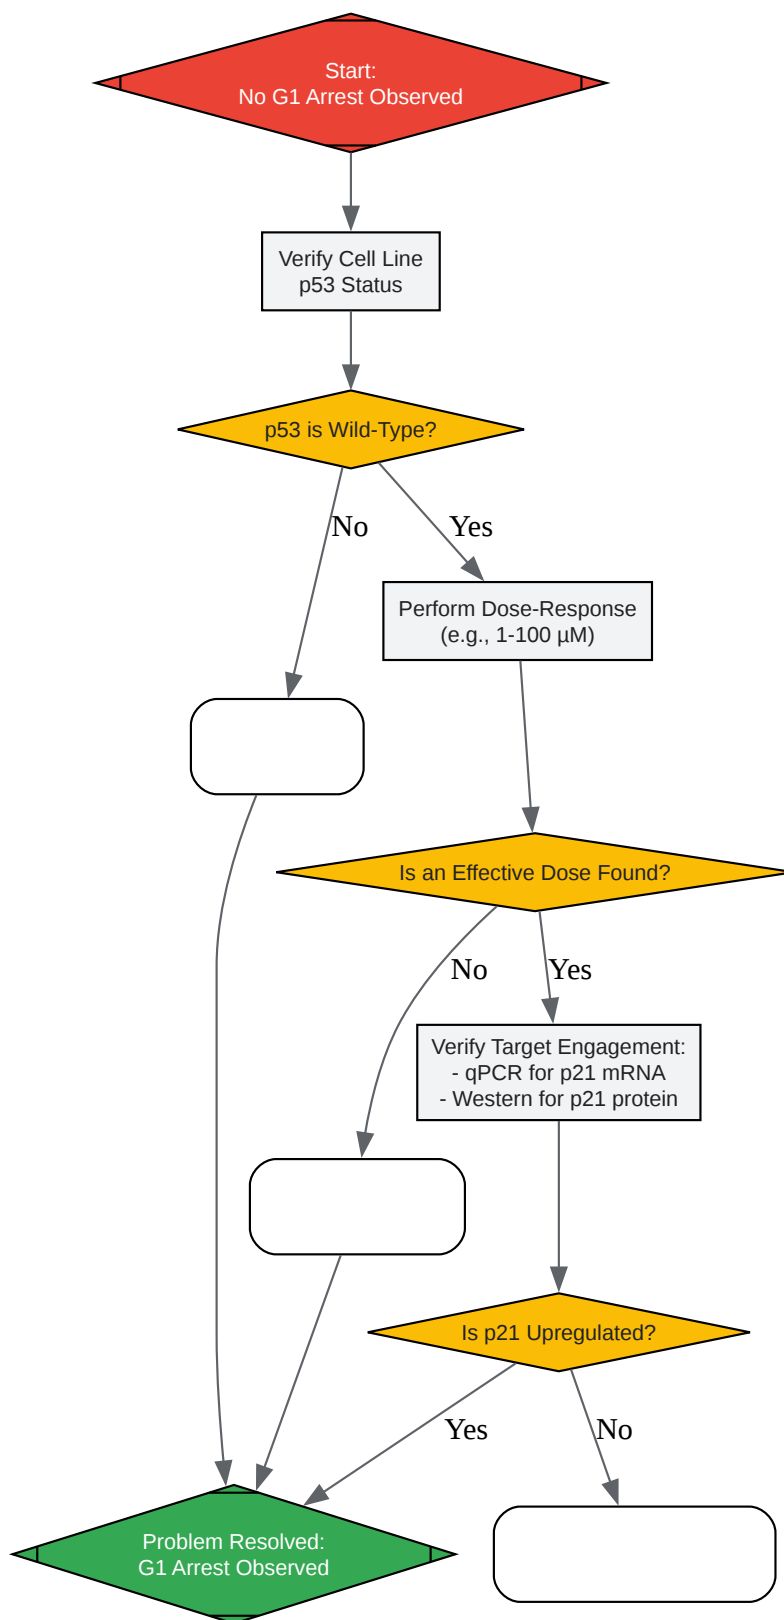 Start:
No G1 Arrest Observed
Verify Cell Line
p53 Status
p53 is Wild-Type?
No
Yes
Perform Dose-Response
(e.g., 1-100 µM)
Is an Effective Dose Found?
No
Yes
Verify Target Engagement:
- qPCR for p21 mRNA
- Western for p21 protein
Is p21 Upregulated?
Yes
No
Problem Resolved:
G1 Arrest Observed